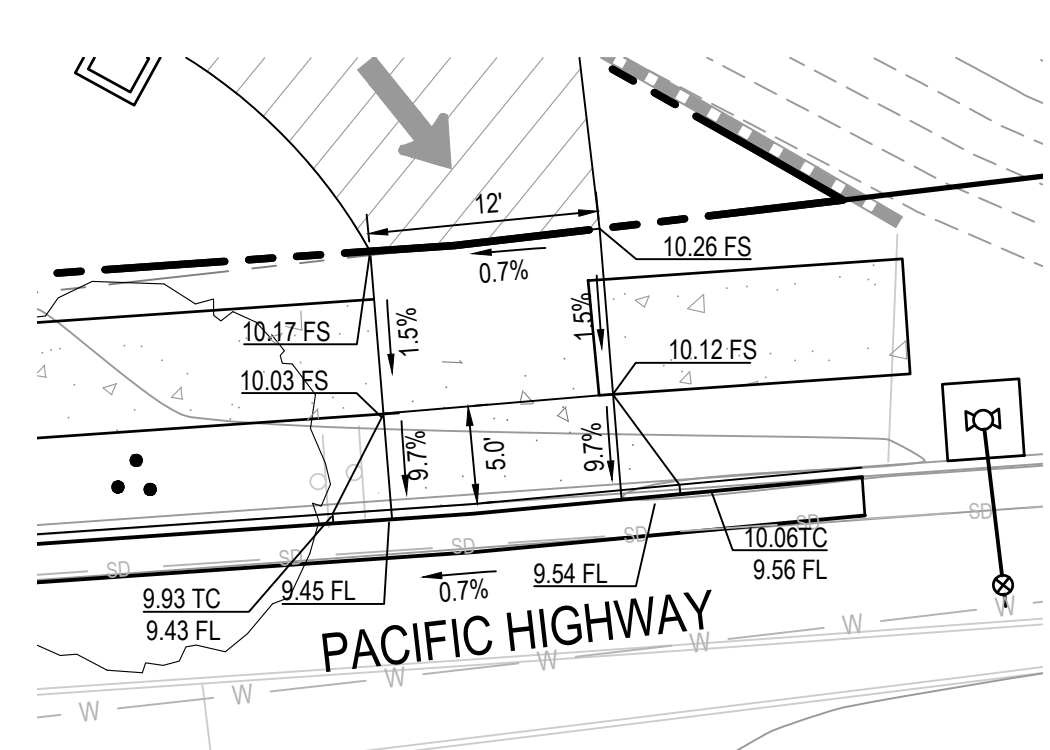 12'
10.26 FS
0.7%
1.5%
1.5%
10.17 FS
10.12 FS
10.03 FS
9.7%
5.0'
9.7%
SD
SD
SD
SD
SD
SD
10.06TC
9.56 FL
9.54 FL
0.7%
9.45 FL
9.93 TC
9.43 FL
PACIFIC HIGHWAY
W
W
W
W
W
W
W